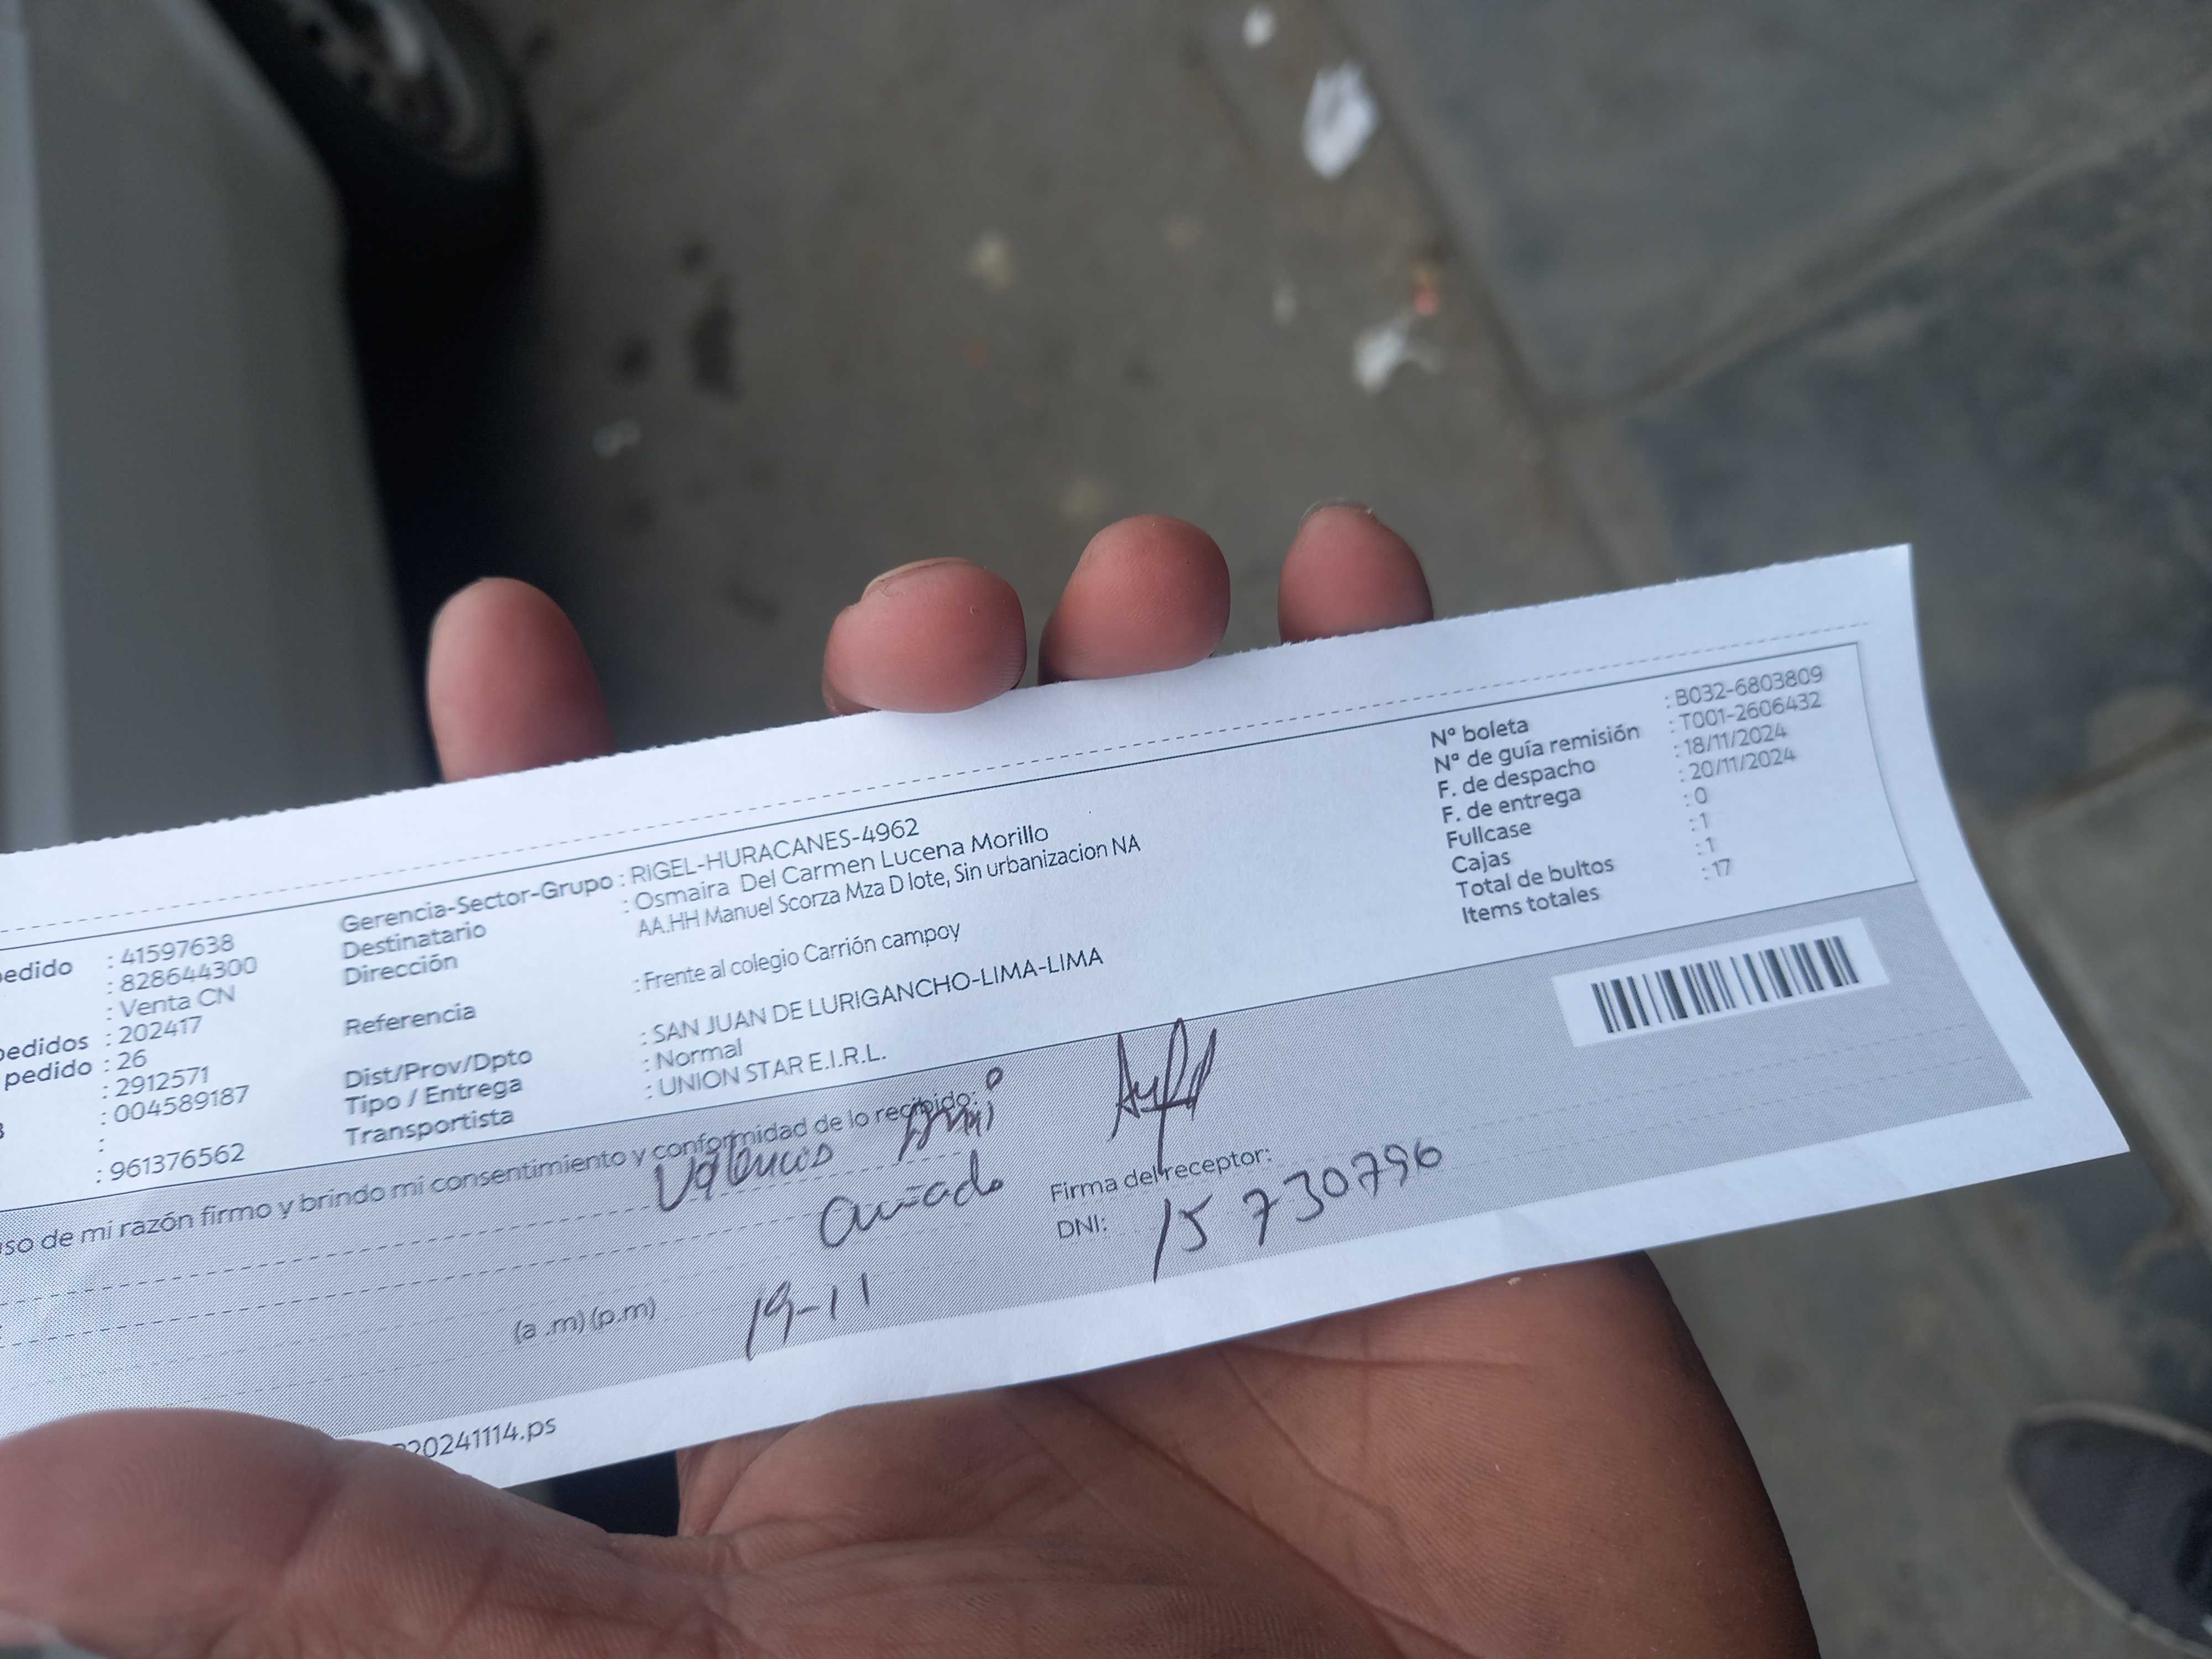 edido : 41597638
: 828644300
: Venta CN
pedidos : 202417
pedido : 26
: 2912571
: 004589187
:
: 961376562
Gerencia-Sector-Grupo : RIGEL-HURACANES-4962
Destinatario : Osmaira Del Carmen Lucena Morillo
Dirección AA.HH Manuel Scorza Mza D lote, Sin urbanizacion NA
Referencia : Frente al colegio Carrión campoy
Dist/Prov/Dpto : SAN JUAN DE LURIGANCHO-LIMA-LIMA
Tipo / Entrega : Normal
Transportista : UNION STAR E.I.R.L.
Nº boleta : B032-6803809
Nº de guía remisión : T001-2606432
F. de despacho : 18/11/2024
F. de entrega : 20/11/2024
Fullcase : 0
Cajas : 1
Total de bultos : 1
Items totales : 17
uso de mi razón firmo y brindo mi consentimiento y conformidad de lo recibido:
Firma del receptor:
DNI: 15730796
(a .m) (p.m) 19-11
20241114.ps